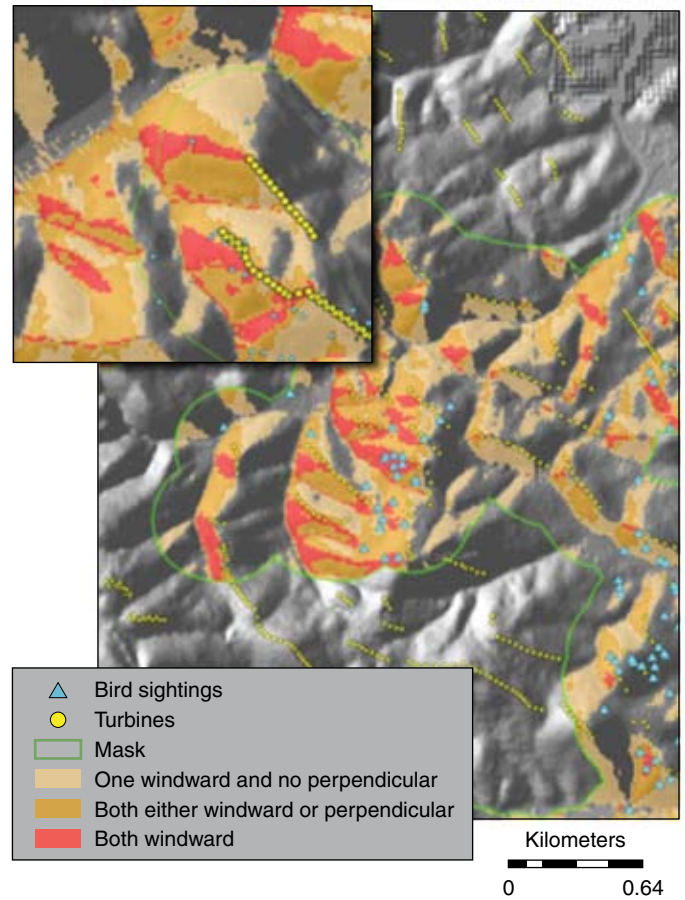 Bird sightings
Turbines
Mask
One windward and no perpendicular
Both either windward or perpendicular
Both windward
Kilometers
0 0.64